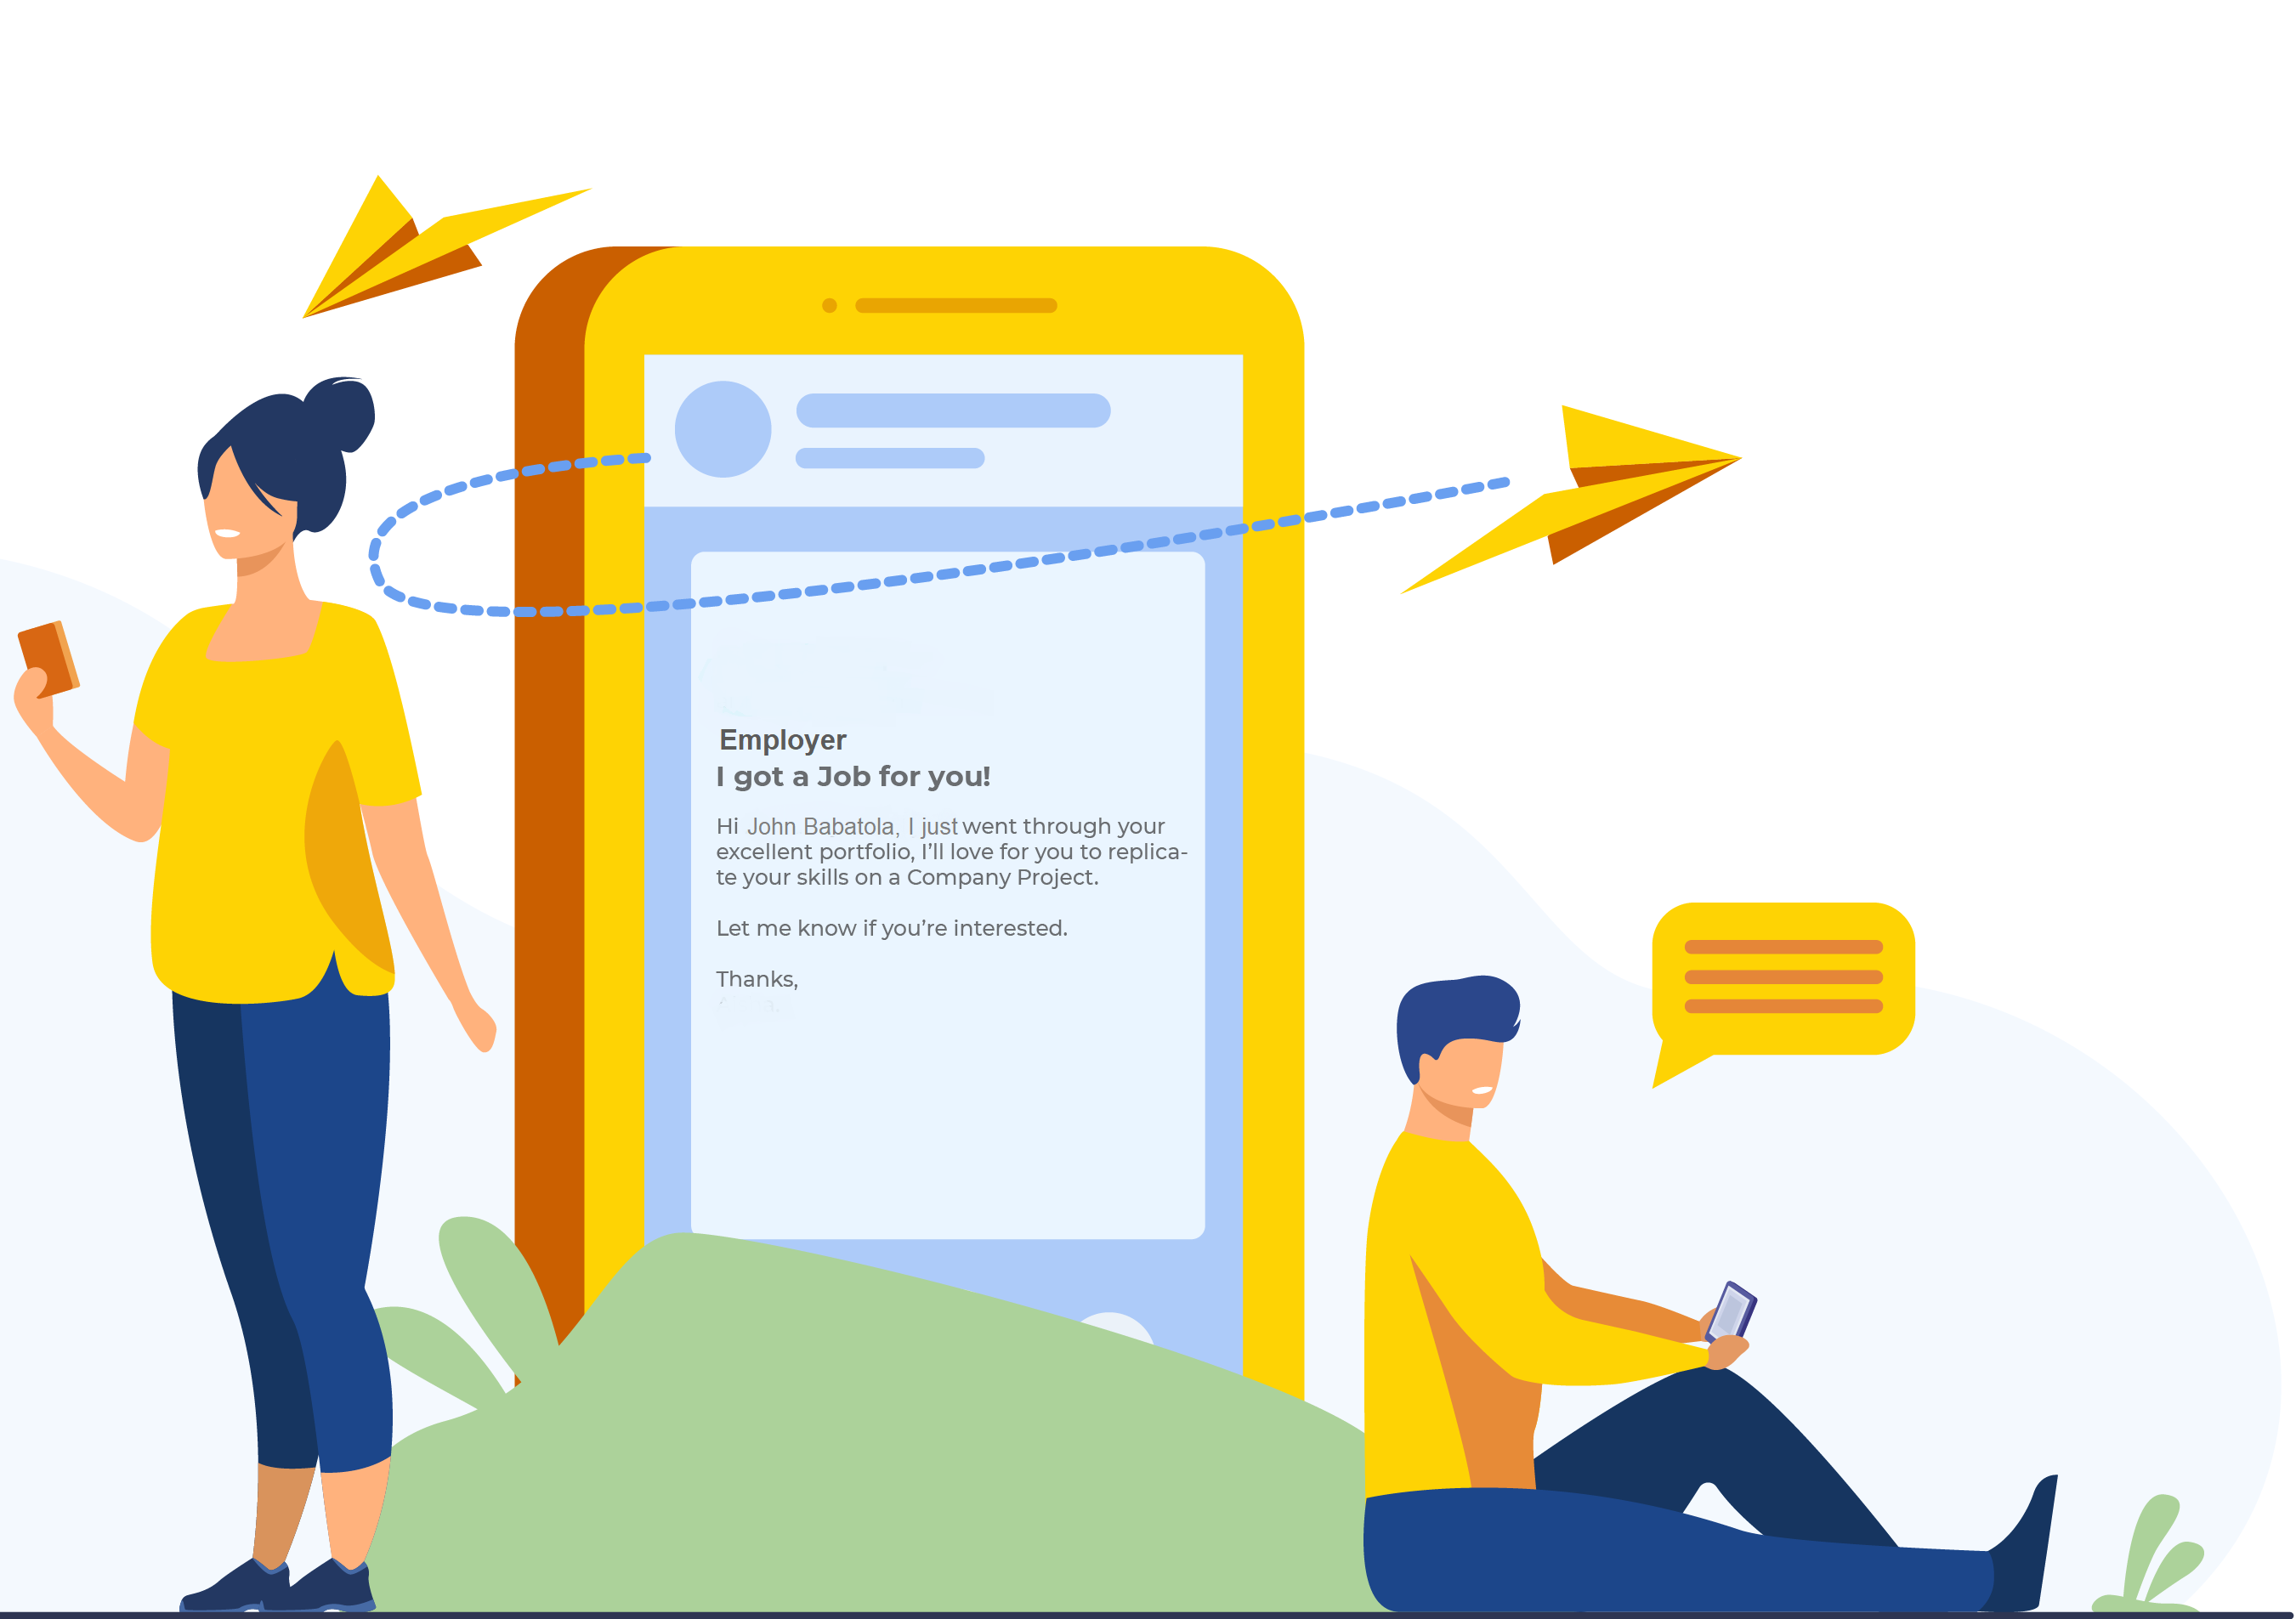 Employer
I got a Job for you!
Hi John Babatola, I just went through your
excellent portfolio, I’ll love for you to replica-
te your skills on a Company Project.
Let me know if you’re interested.
Thanks,